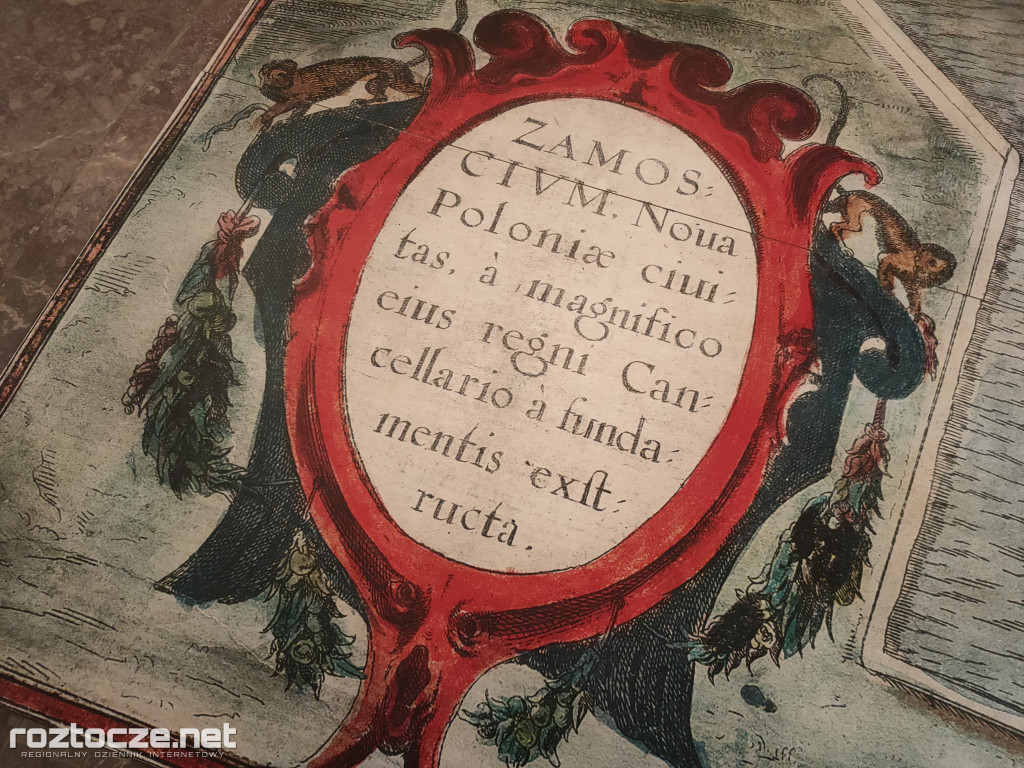 ZAMOS⸗
CIVM, Noua
Poloniæ ciui⸗
tas, à magnifico
eius regni Can⸗
cellario à funda⸗
mentis exſt⸗
ructa.
roztocze.net
REGIONALNY DZIENNIK INTERNETOWY